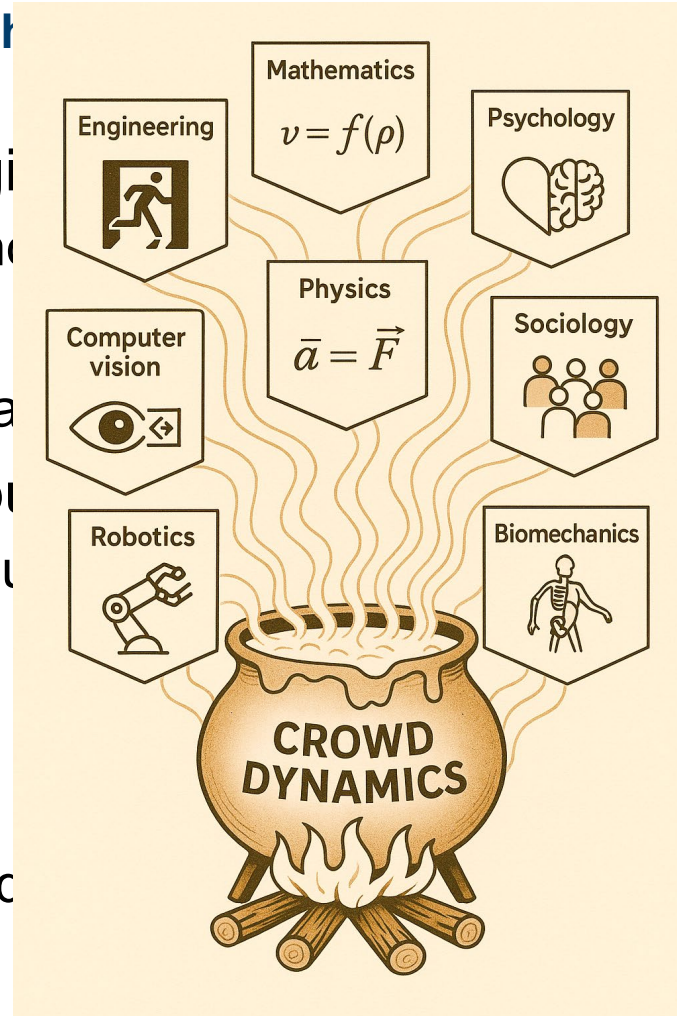 Mathematics
v = f(ρ)
Engineering
Psychology
Physics
a̅ = F⃗
Computer
vision
Sociology
Robotics
Biomechanics
CROWD
DYNAMICS